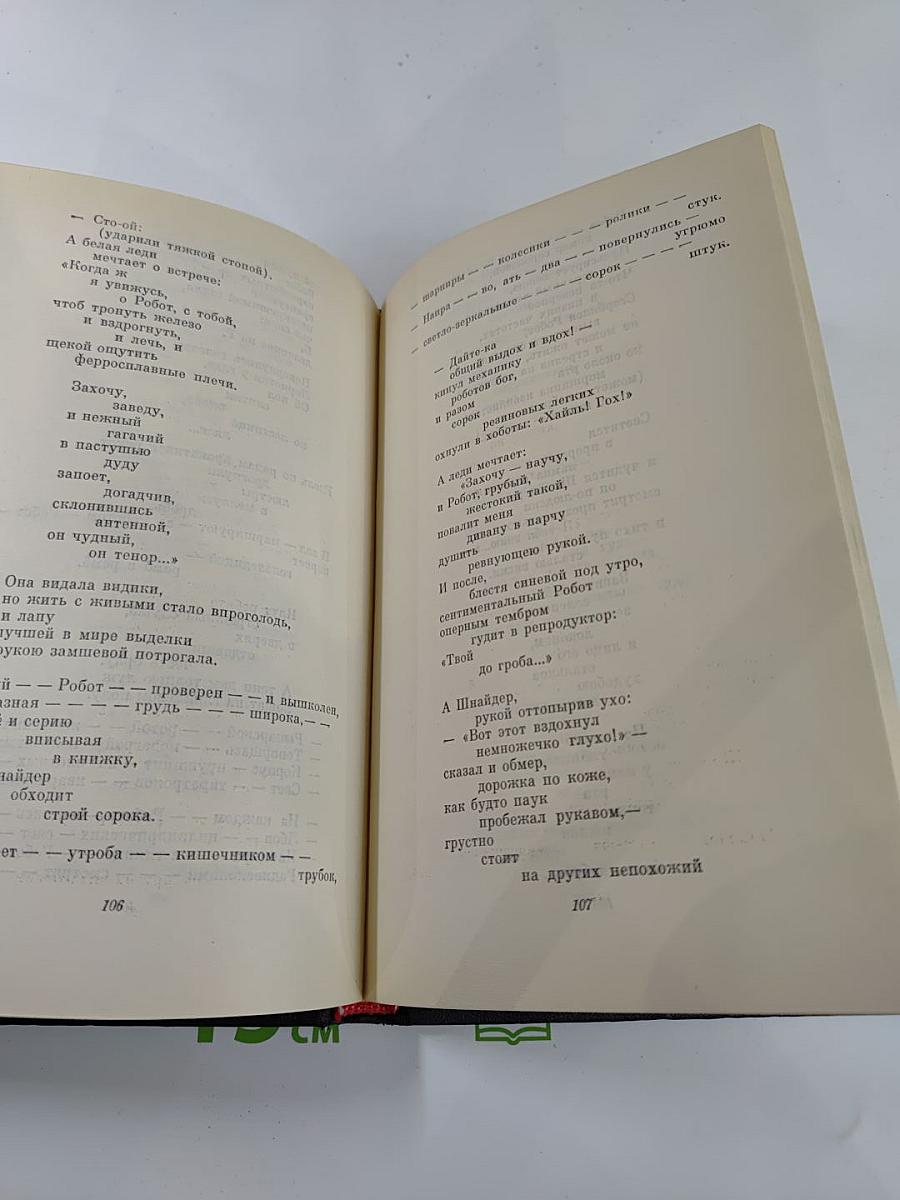 — Сто-ой:
(ударили тяжкой стопой).
А белая леди
мечтает о встрече:
«Когда ж
я увижусь,
о Робот, с тобой,
чтоб тронуть железо
и вздрогнуть,
и лечь, и
щекой ощутить
ферросплавные плечи.
Захочу,
заведу,
и нежный
гагачий
в пастушью
дуду
запоет,
догадчив,
склонившись
антенной,
он чудный,
он тенор...»
Она видала видики,
но жить с живыми стало впроголодь,
и лапу
лучшей в мире выделки
рукою замшевой потрогала.
— — Робот — — проверен — — и вышколен,
— — — — грудь — — — широка, — —
и серию
вписывая
в книжку,
обходит
строй сорока.
— — утроба — — кишечником — —
трубок,
106
— шарниры — — колесики — — — ролики — — стук.
— Напра — — во, ать — два — — повернулись — угрюмо
— светло-зеркальные — — — — сорок — — — — штук.
— Дайте-ка
общий выдох и вдох! —
кинул механику
роботов бог,
и разом
сорок
резиновых легких
охнули в хоботы: «Хайль! Гох!»
А леди мечтает:
«Захочу — научу,
и Робот, грубый,
жестокий такой,
повалит меня
дивану в парчу
душить
ревнующею рукой.
И после,
блестя синевой под утро,
сентиментальный Робот
оперным тембром
гудит в репродуктор:
«Твой
до гроба...»
А Шнайдер,
рукой оттопырив ухо:
— «Вот этот вздохнул
немножечко глухо!» —
сказал и обмер,
дорожка по коже,
как будто паук
пробежал рукавом,—
грустно
стоит
на других непохожий
107
см